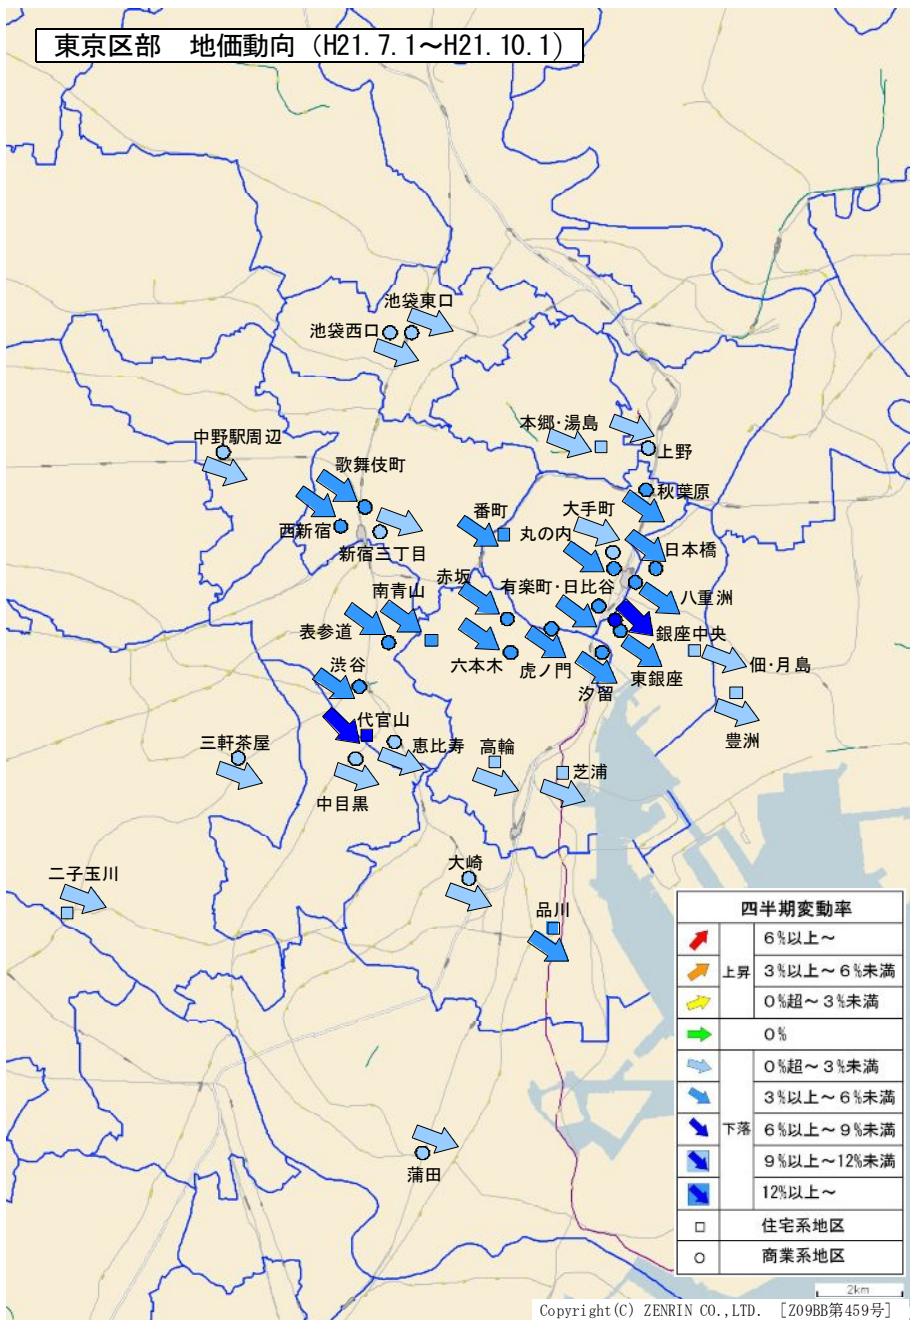 東京区部 地価動向（H21.7.1～H21.10.1）
池袋東口
池袋西口
本郷・湯島
上野
中野駅周辺
歌舞伎町
秋葉原
番町
大手町
西新宿
丸の内
日本橋
新宿三丁目
赤坂
有楽町・日比谷
南青山
八重洲
表参道
銀座中央
六本木
虎ノ門
東銀座
佃・月島
渋谷
汐留
代官山
豊洲
三軒茶屋
恵比寿
高輪
芝浦
中目黒
二子玉川
大崎
品川
蒲田
四半期変動率
上昇
６％以上～
３％以上～６％未満
０％超～３％未満
０％
下落
０％超～３％未満
３％以上～６％未満
６％以上～９％未満
９％以上～12％未満
12％以上～
住宅系地区
商業系地区
2km
Copyright(C) ZENRIN CO.,LTD. [Z09BB第459号]